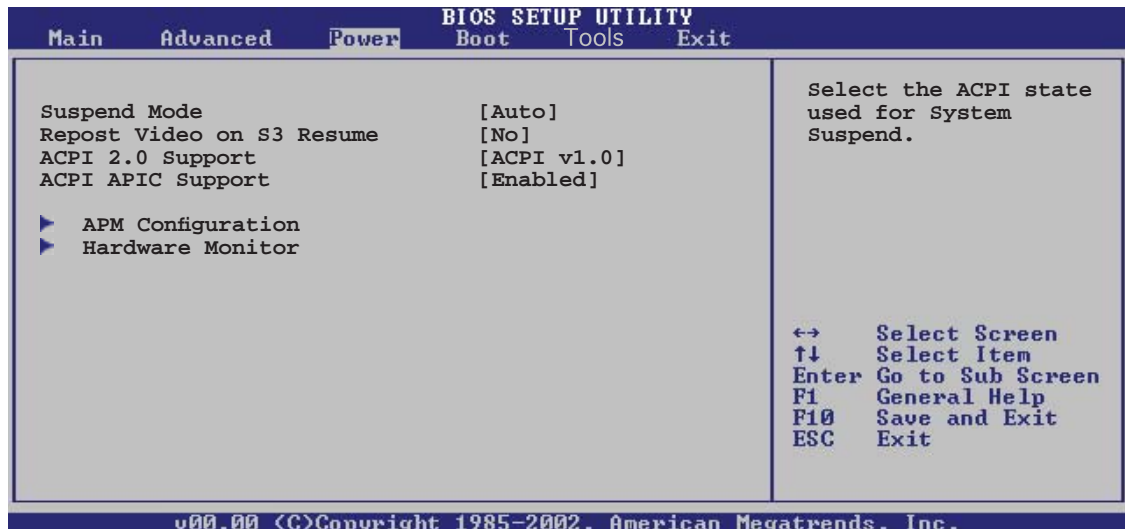 BIOS SETUP UTILITY
Main Advanced Power Boot Tools Exit
Suspend Mode [Auto]
Repost Video on S3 Resume [No]
ACPI 2.0 Support [ACPI v1.0]
ACPI APIC Support [Enabled]
APM Configuration
Hardware Monitor
Select the ACPI state
used for System
Suspend.
←→ Select Screen
↑↓ Select Item
Enter Go to Sub Screen
F1 General Help
F10 Save and Exit
ESC Exit
v00.00 (C)Copyright 1985-2002, American Megatrends, Inc.